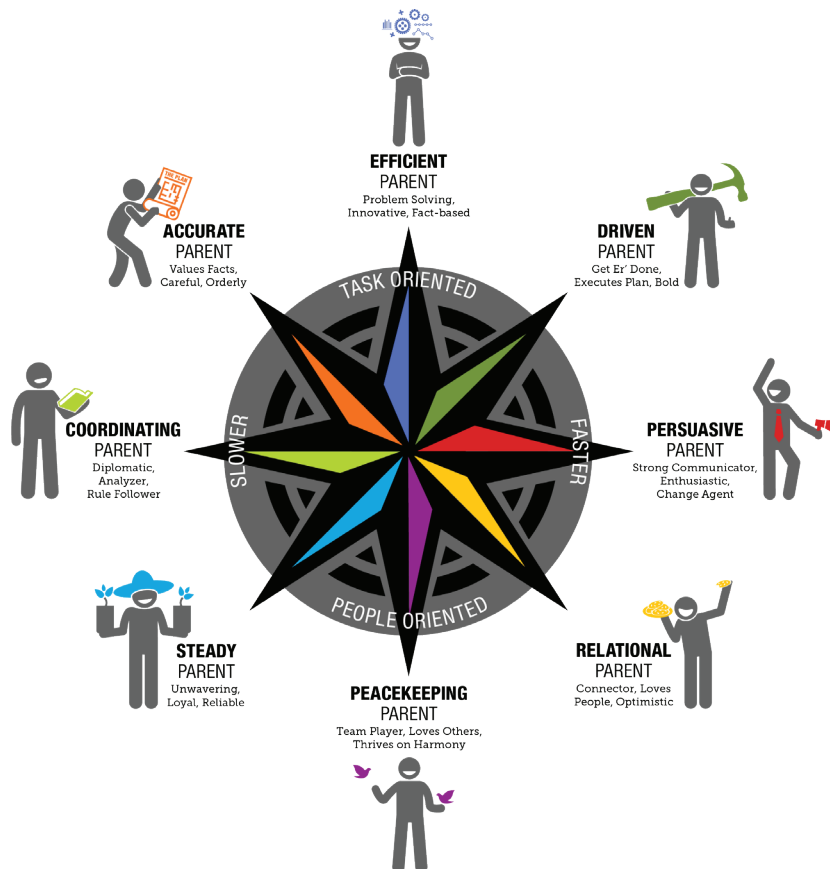 EFFICIENT
PARENT
Problem Solving,
Innovative, Fact-based
THE PLAN
ACCURATE
PARENT
Values Facts,
Careful, Orderly
DRIVEN
PARENT
Get Er’ Done,
Executes Plan, Bold
TASK ORIENTED
COORDINATING
PARENT
Diplomatic,
Analyzer,
Rule Follower
SLOWER
FASTER
PERSUASIVE
PARENT
Strong Communicator,
Enthusiastic,
Change Agent
PEOPLE ORIENTED
STEADY
PARENT
Unwavering,
Loyal, Reliable
RELATIONAL
PARENT
Connector, Loves
People, Optimistic
PEACEKEEPING
PARENT
Team Player, Loves Others,
Thrives on Harmony